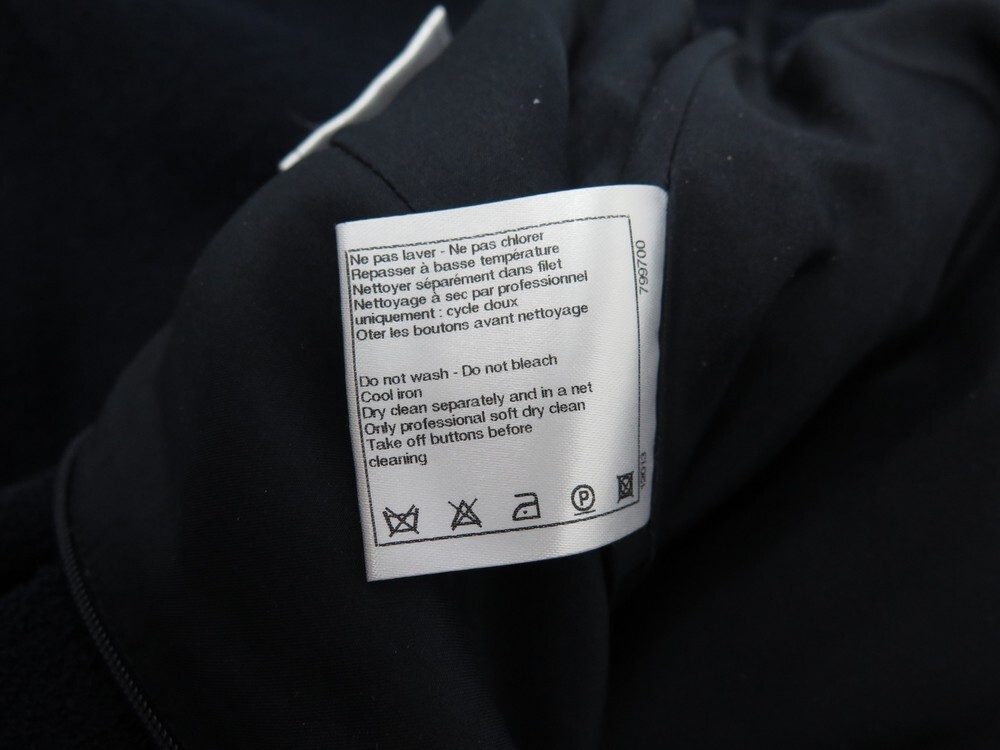 Ne pas laver - Ne pas chlorer
Repasser à basse température
Nettoyer séparément dans filet
Nettoyage à sec par professionnel
uniquement : cycle doux
Oter les boutons avant nettoyage
Do not wash - Do not bleach
Cool iron
Dry clean separately and in a net
Only professional soft dry clean
Take off buttons before
cleaning
P
799700